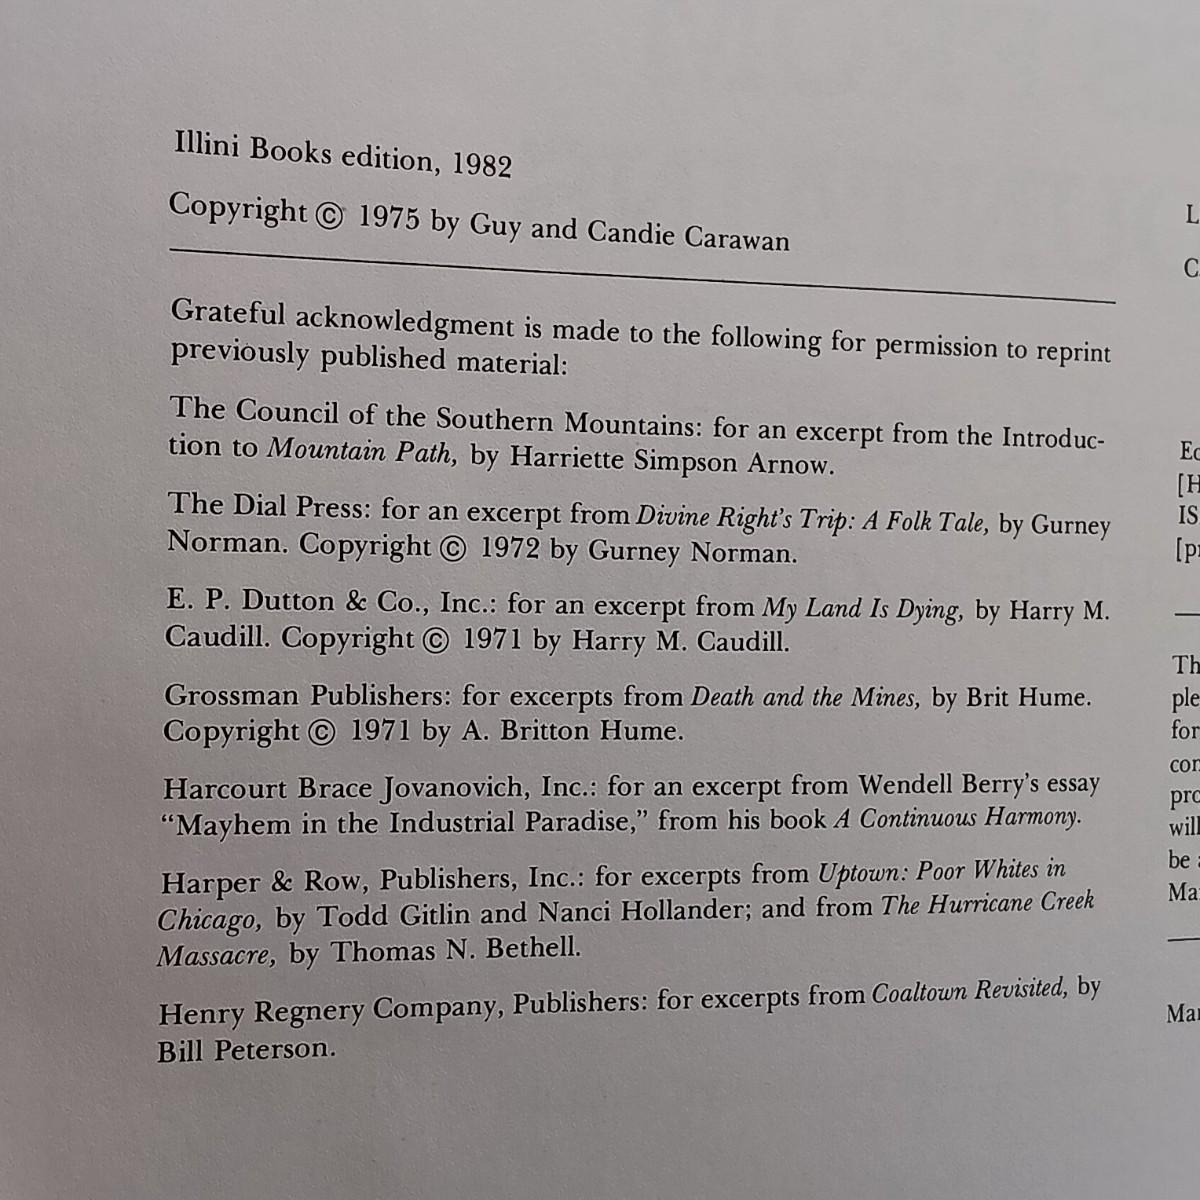 Illini Books edition, 1982
Copyright © 1975 by Guy and Candie Carawan
Grateful acknowledgment is made to the following for permission to reprint
previously published material:
The Council of the Southern Mountains: for an excerpt from the Introduc-
tion to Mountain Path, by Harriette Simpson Arnow.
The Dial Press: for an excerpt from Divine Right's Trip: A Folk Tale, by Gurney
Norman. Copyright © 1972 by Gurney Norman.
E. P. Dutton & Co., Inc.: for an excerpt from My Land Is Dying, by Harry M.
Caudill. Copyright © 1971 by Harry M. Caudill.
Grossman Publishers: for excerpts from Death and the Mines, by Brit Hume.
Copyright © 1971 by A. Britton Hume.
Harcourt Brace Jovanovich, Inc.: for an excerpt from Wendell Berry's essay
“Mayhem in the Industrial Paradise,” from his book A Continuous Harmony.
Harper & Row, Publishers, Inc.: for excerpts from Uptown: Poor Whites in
Chicago, by Todd Gitlin and Nanci Hollander; and from The Hurricane Creek
Massacre, by Thomas N. Bethell.
Henry Regnery Company, Publishers: for excerpts from Coaltown Revisited, by
Bill Peterson.